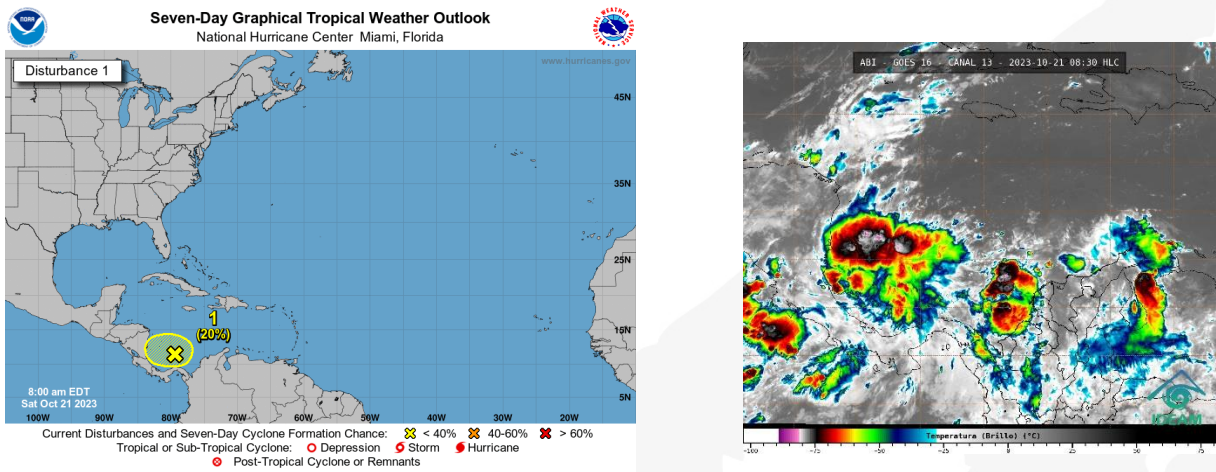 Seven-Day Graphical Tropical Weather Outlook
National Hurricane Center Miami, Florida
NOAA
Disturbance 1
www.hurricanes.gov
45N
35N
25N
15N
5N
1
(20%)
8:00 am EDT
Sat Oct 21 2023
100W 90W 80W 70W 60W 50W 40W 30W 20W
Current Disturbances and Seven-Day Cyclone Formation Chance: < 40% 40-60% > 60%
Tropical or Sub-Tropical Cyclone: Depression Storm Hurricane
Post-Tropical Cyclone or Remnants
ABI - GOES 16 - CANAL 13 - 2023-10-21 08:30 HLC
IDEAM
Temperatura (Brillo) (°C)
-100 -75 -50 -25 0 25 50 75